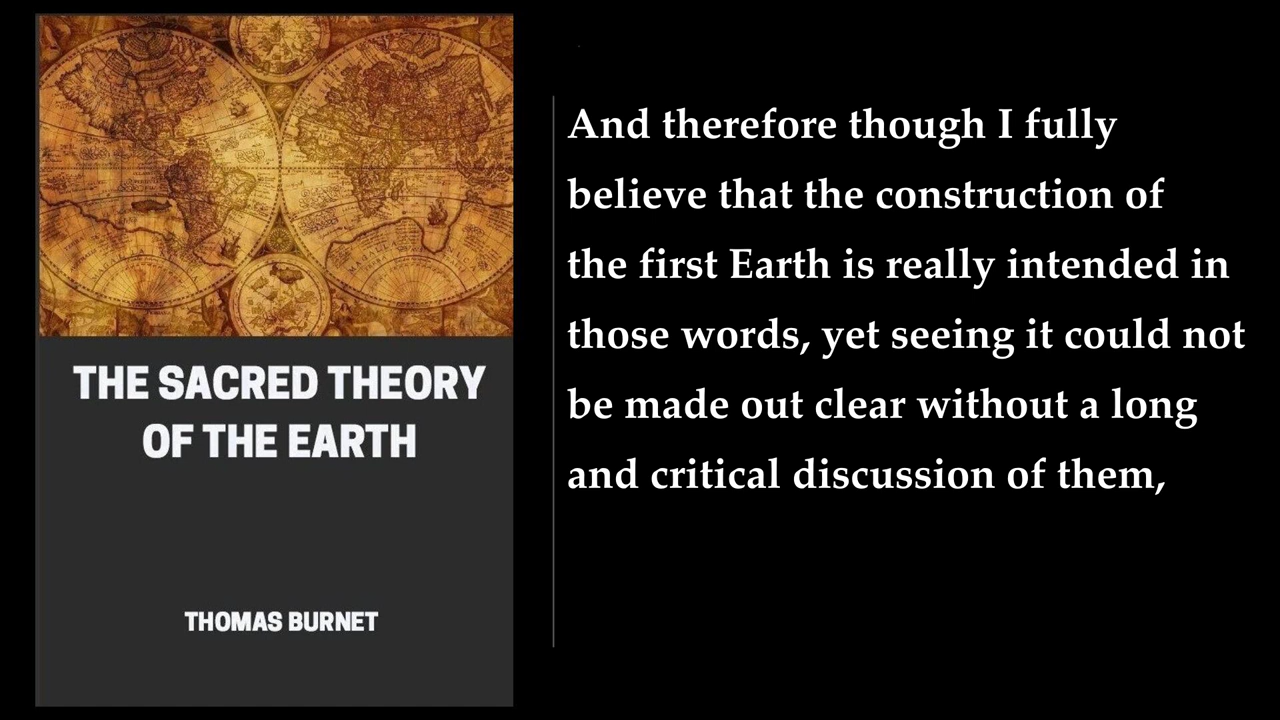 THE SACRED THEORY
OF THE EARTH
THOMAS BURNET
And therefore though I fully
believe that the construction of
the first Earth is really intended in
those words, yet seeing it could not
be made out clear without a long
and critical discussion of them,